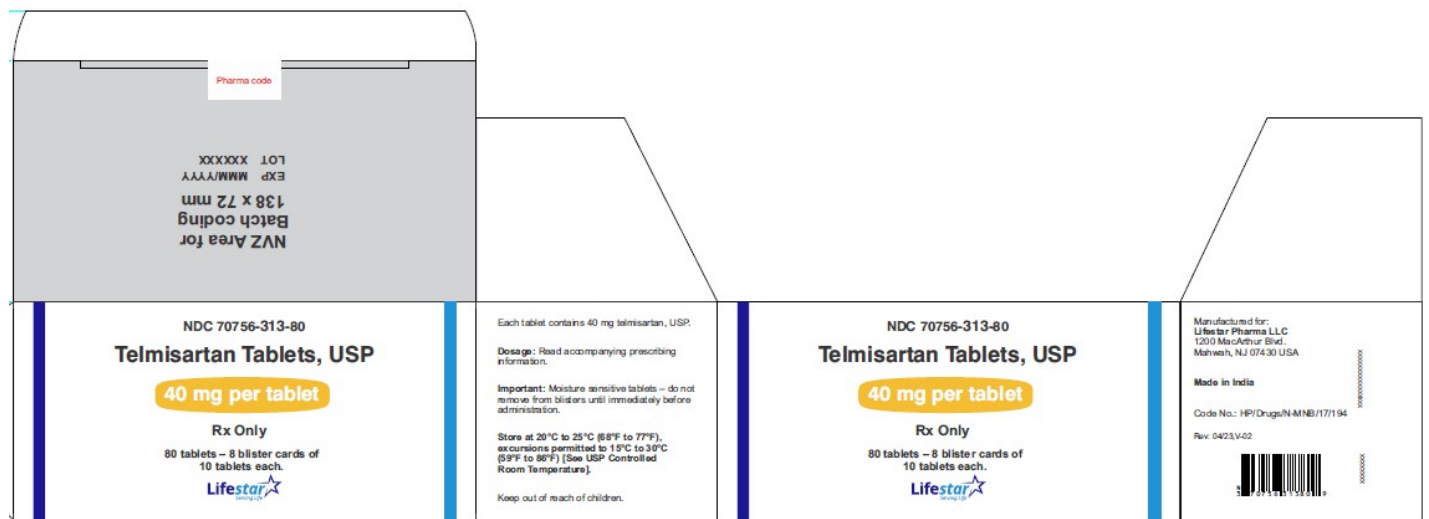 Pharma code
NVZ Area for
Batch coding
138 x 72 mm
EXP MMM/YYYY
LOT XXXXXX
NDC 70756-313-80
Telmisartan Tablets, USP
40 mg per tablet
Rx Only
80 tablets – 8 blister cards of
10 tablets each.
Lifestar
Serving Life
Each tablet contains 40 mg telmisartan, USP.
Dosage: Read accompanying prescribing
information.
Important: Moisture sensitive tablets – do not
remove from blisters until immediately before
administration.
Store at 20°C to 25°C (68°F to 77°F),
excursions permitted to 15°C to 30°C
(59°F to 86°F) [See USP Controlled
Room Temperature].
Keep out of reach of children.
NDC 70756-313-80
Telmisartan Tablets, USP
40 mg per tablet
Rx Only
80 tablets – 8 blister cards of
10 tablets each.
Lifestar
Serving Life
Manufactured for:
Lifestar Pharma LLC
1200 MacArthur Blvd.
Mahwah, NJ 07430 USA
Made in India
Code No.: HP/Drugs/N-MNB/17/194
Rev: 04/23,V-02